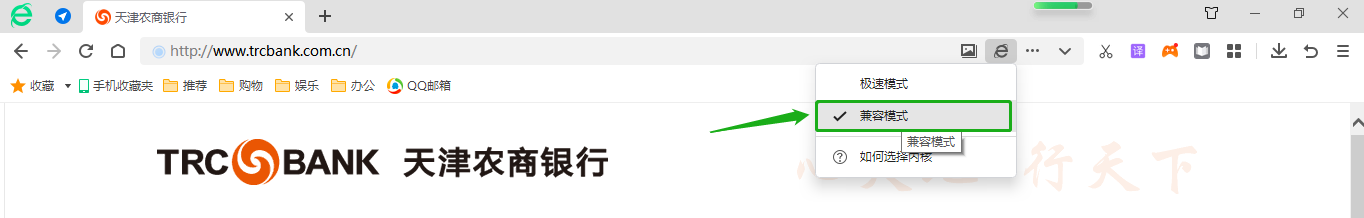 天津农商银行
http://www.trcbank.com.cn/
译
收藏 手机收藏夹 推荐 购物 娱乐 办公 QQ邮箱
极速模式
兼容模式
兼容模式
如何选择内核
TRC BANK 天津农商银行
行天下